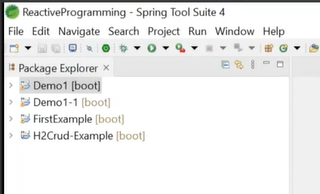 ReactiveProgramming - Spring Tool Suite 4
File Edit Navigate Search Project Run Window Help
Package Explorer
Demo1 [boot]
Demo1-1 [boot]
FirstExample [boot]
H2Crud-Example [boot]